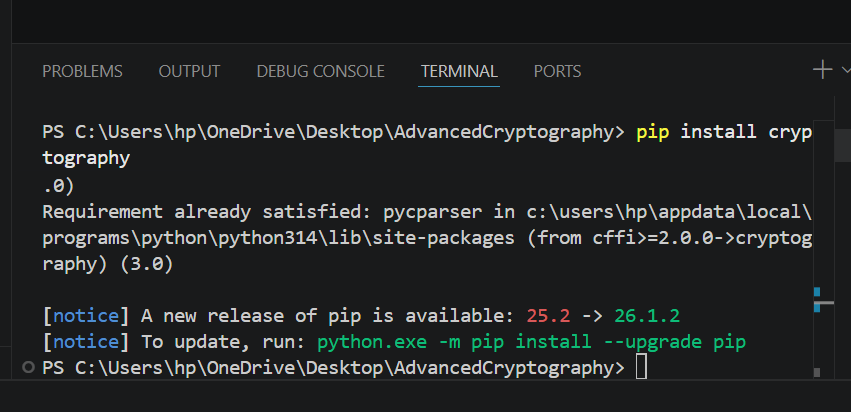 PROBLEMS OUTPUT DEBUG CONSOLE TERMINAL PORTS
PS C:\Users\hp\OneDrive\Desktop\AdvancedCryptography> pip install cryp
tography
.0)
Requirement already satisfied: pycparser in c:\users\hp\appdata\local\
programs\python\python314\lib\site-packages (from cffi>=2.0.0->cryptog
raphy) (3.0)
[notice] A new release of pip is available: 25.2 -> 26.1.2
[notice] To update, run: python.exe -m pip install --upgrade pip
PS C:\Users\hp\OneDrive\Desktop\AdvancedCryptography>